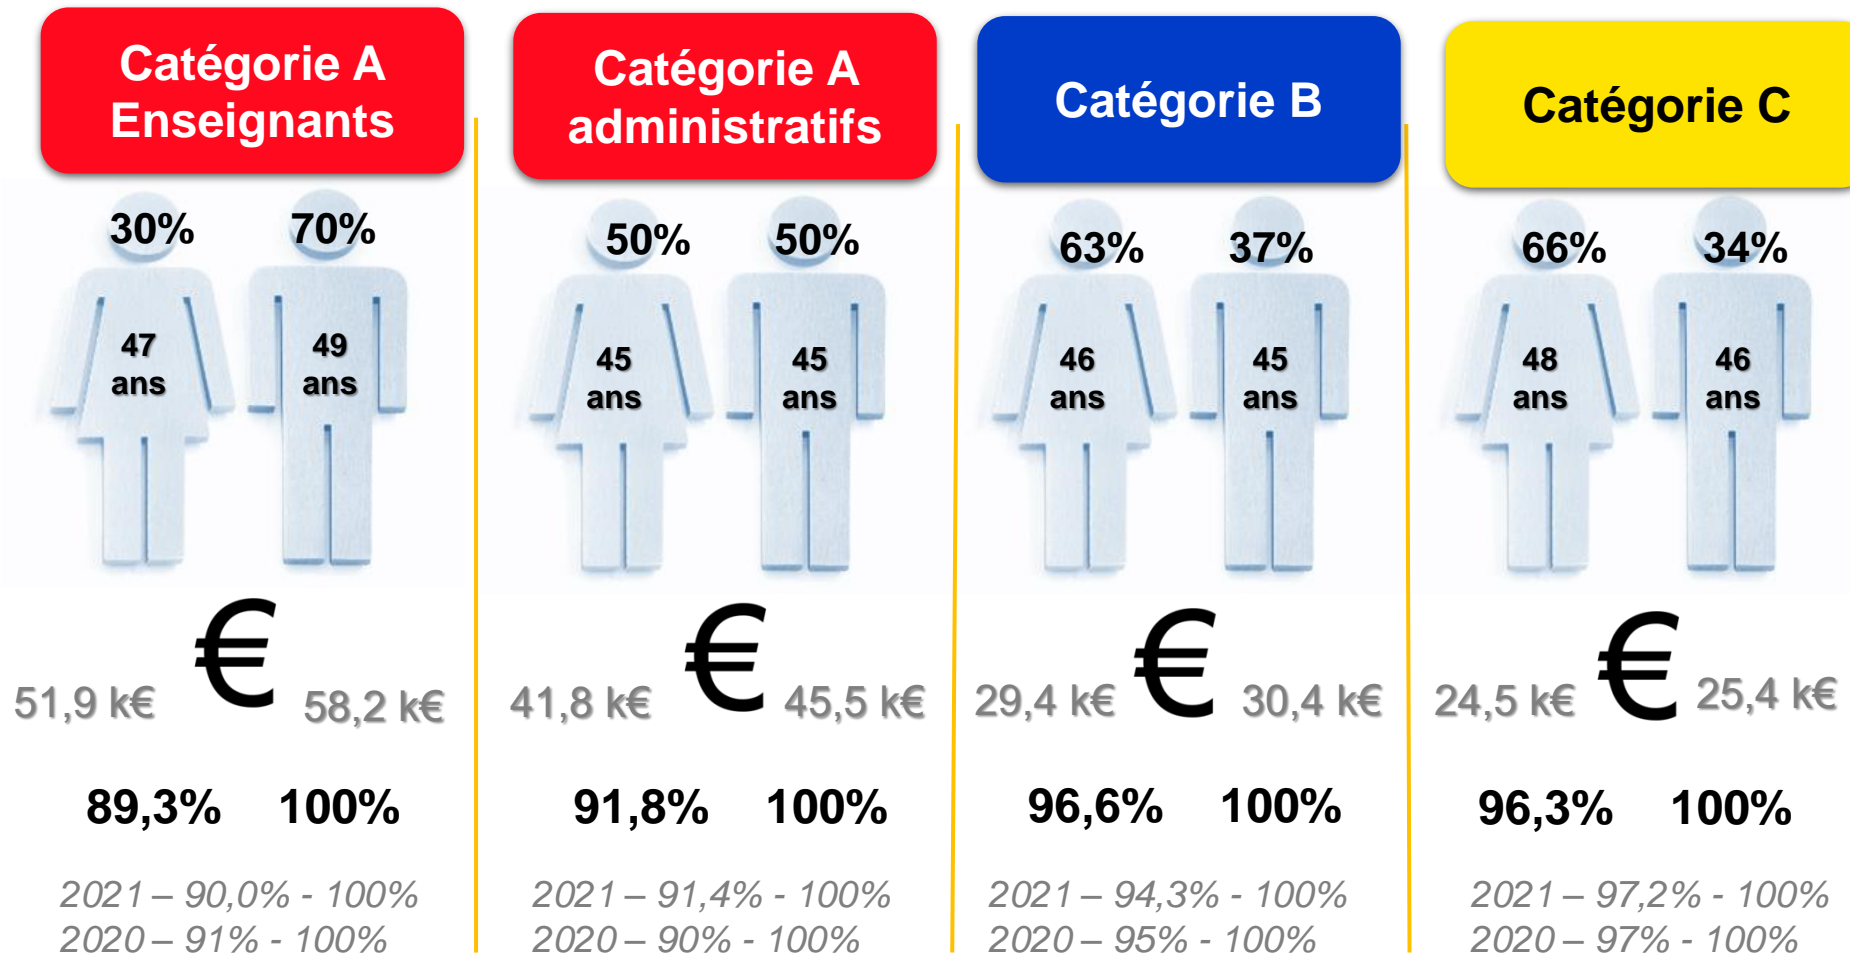 Catégorie A
Enseignants
30%
70%
47
ans
49
ans
€
51,9 k€
58,2 k€
89,3%
100%
2021 – 90,0% - 100%
2020 – 91% - 100%
Catégorie A
administratifs
50%
50%
45
ans
45
ans
€
41,8 k€
45,5 k€
91,8%
100%
2021 – 91,4% - 100%
2020 – 90% - 100%
Catégorie B
63%
37%
46
ans
45
ans
€
29,4 k€
30,4 k€
96,6%
100%
2021 – 94,3% - 100%
2020 – 95% - 100%
Catégorie C
66%
34%
48
ans
46
ans
€
24,5 k€
25,4 k€
96,3%
100%
2021 – 97,2% - 100%
2020 – 97% - 100%